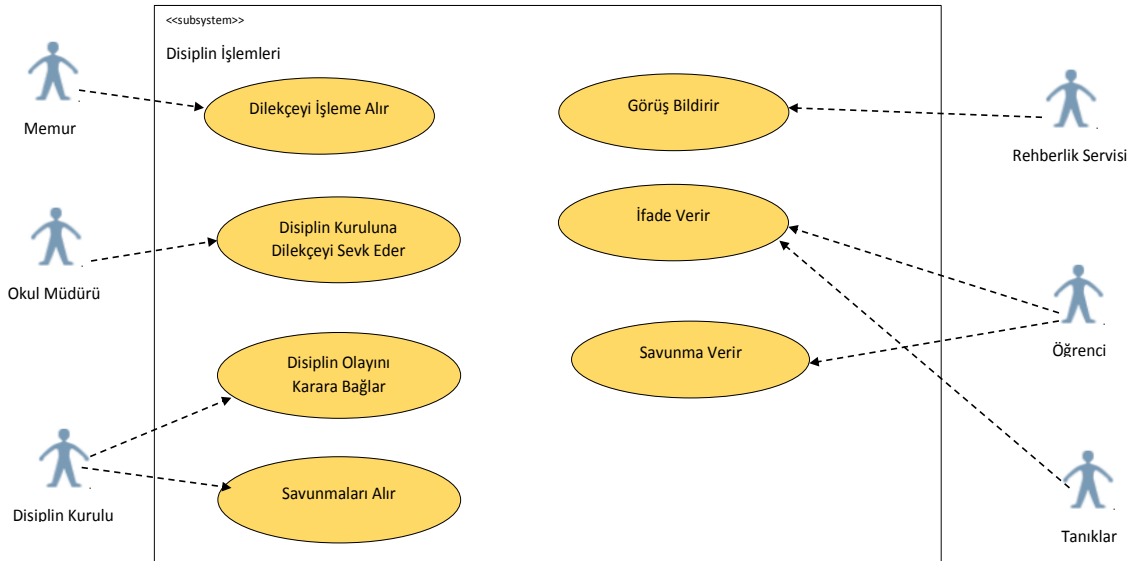 <<subsystem>>
Disiplin İşlemleri
Memur
Dilekçeyi İşleme Alır
Görüş Bildirir
Rehberlik Servisi
Okul Müdürü
Disiplin Kuruluna
Dilekçeyi Sevk Eder
İfade Verir
Öğrenci
Disiplin Olayını
Karara Bağlar
Savunma Verir
Disiplin Kurulu
Savunmaları Alır
Tanıklar